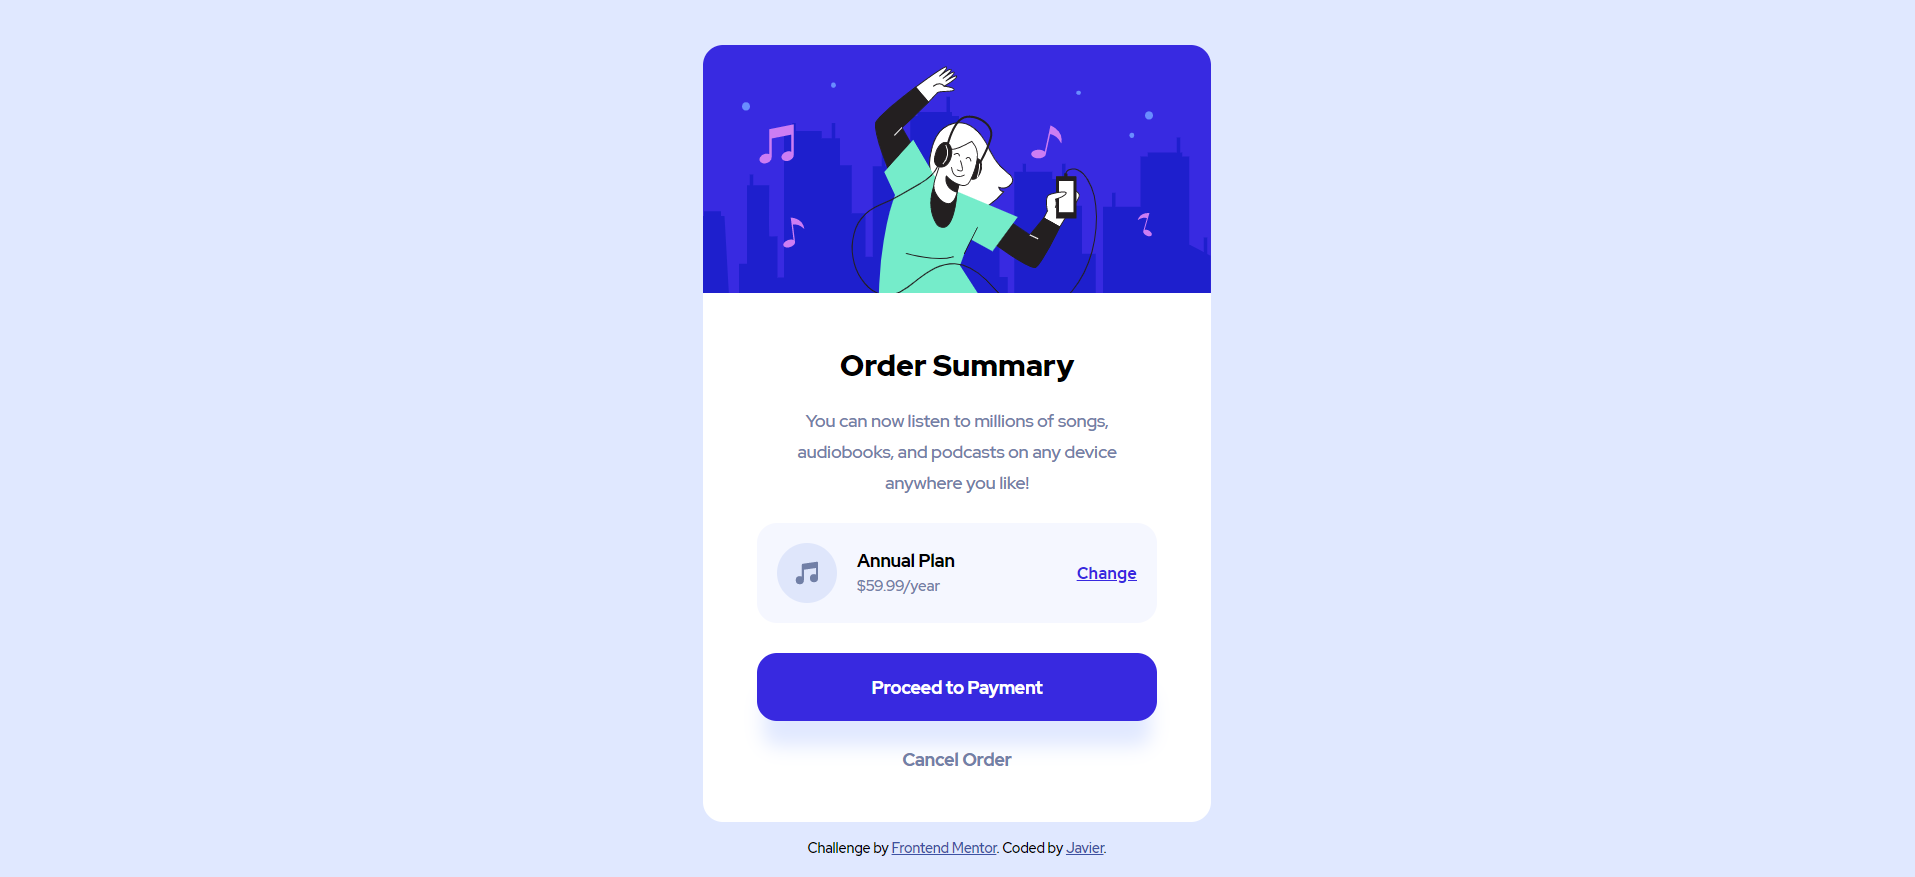 Order Summary
You can now listen to millions of songs,
audiobooks, and podcasts on any device
anywhere you like!
Annual Plan
$59.99/year
Change
Proceed to Payment
Cancel Order
Challenge by Frontend Mentor. Coded by Javier.